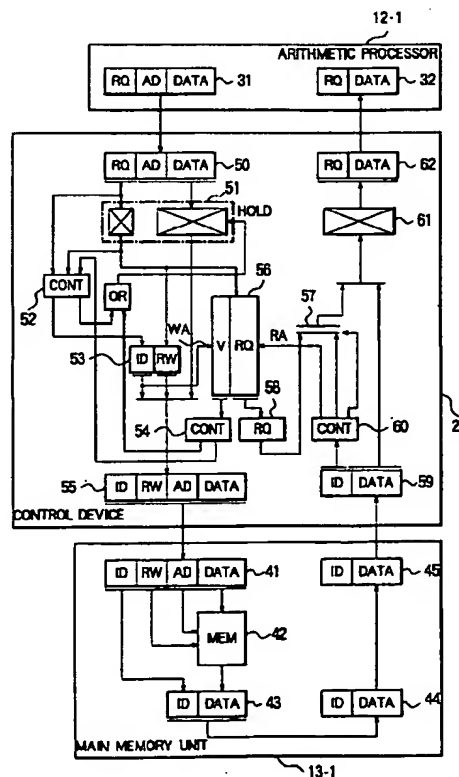 12-1
ARITHMETIC PROCESSOR
RQ AD DATA 31
RQ DATA 32
RQ AD DATA 50
RQ DATA 62
51
HOLD
61
52 CONT
OR
56
57
53 ID RW
WA
V RQ
RA
58
54 CONT
RQ
CONT 60
2
55 ID RW AD DATA
ID DATA 59
CONTROL DEVICE
ID RW AD DATA 41
ID DATA 45
MEM 42
ID DATA 43
ID DATA 44
MAIN MEMORY UNIT
13-1